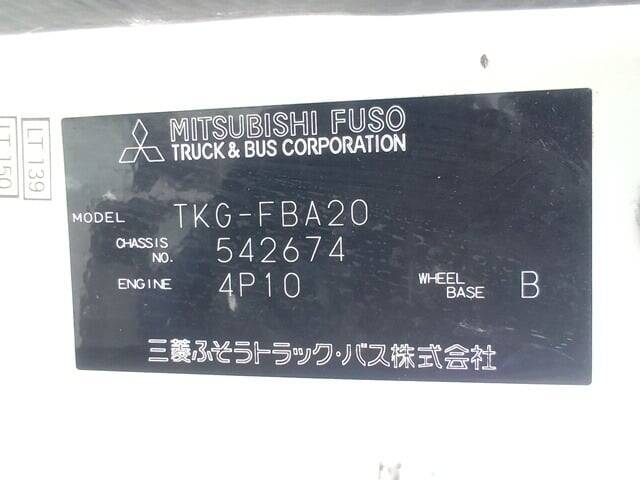 MITSUBISHI FUSO
TRUCK & BUS CORPORATION
MODEL TKG-FBA20
CHASSIS NO. 542674
ENGINE 4P10 WHEEL BASE B
三菱ふそうトラック・バス株式会社
LT 139
LT 150